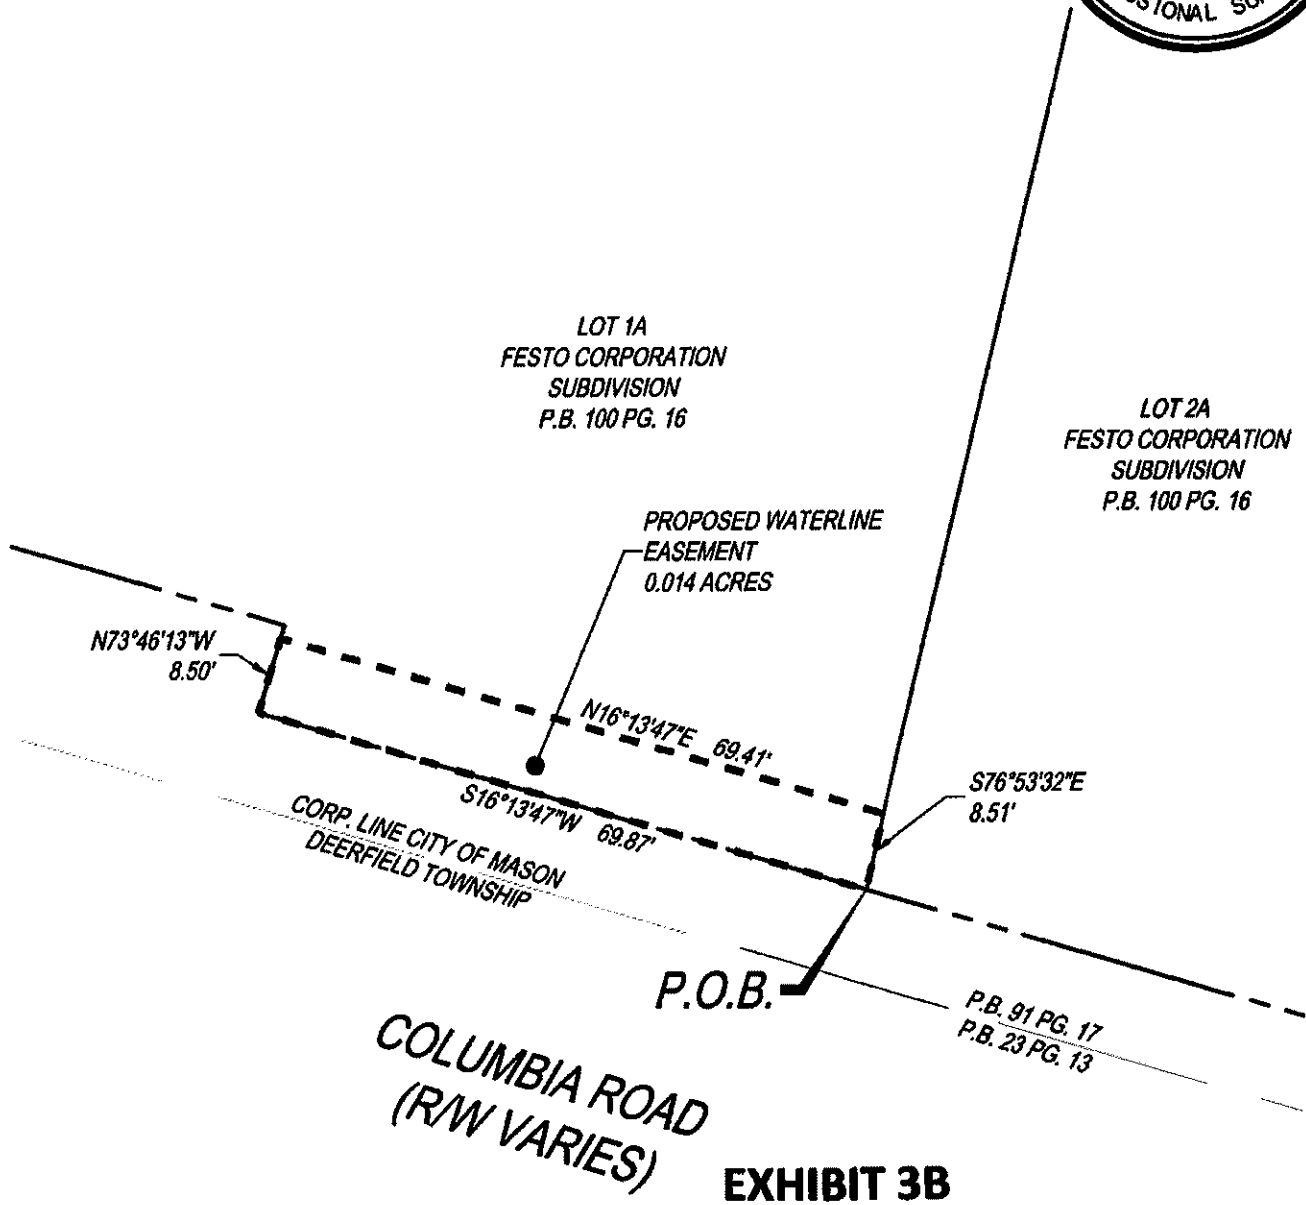 SIONAL
LOT 1A
FESTO CORPORATION
SUBDIVISION
P.B. 100 PG. 16
LOT 2A
FESTO CORPORATION
SUBDIVISION
P.B. 100 PG. 16
PROPOSED WATERLINE
EASEMENT
0.014 ACRES
N73°46'13"W
8.50'
N16°13'47"E 69.41'
S16°13'47"W 69.87'
S76°53'32"E
8.51'
CORP. LINE CITY OF MASON
DEERFIELD TOWNSHIP
P.O.B.
P.B. 91 PG. 17
P.B. 23 PG. 13
COLUMBIA ROAD
(R/W VARIES)
EXHIBIT 3B